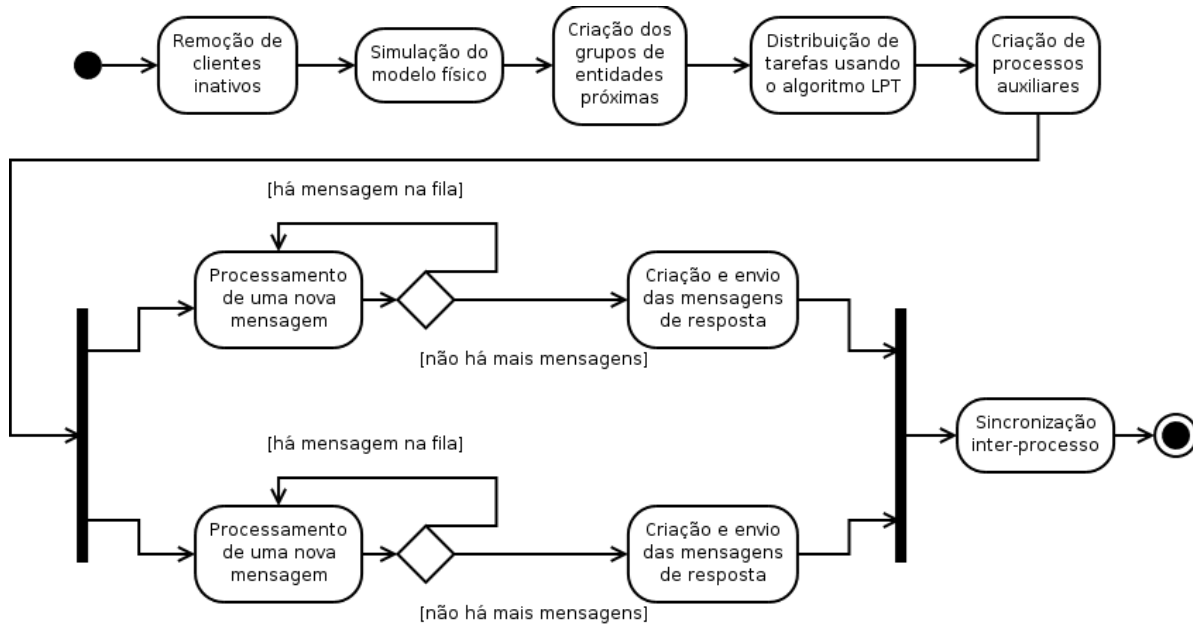 Remoção de
clientes
inativos
Simulação do
modelo físico
Criação dos
grupos de
entidades
próximas
Distribuição de
tarefas usando
o algoritmo LPT
Criação de
processos
auxiliares
[há mensagem na fila]
Processamento
de uma nova
mensagem
Criação e envio
das mensagens
de resposta
[não há mais mensagens]
Sincronização
inter-processo
[há mensagem na fila]
Processamento
de uma nova
mensagem
Criação e envio
das mensagens
de resposta
[não há mais mensagens]